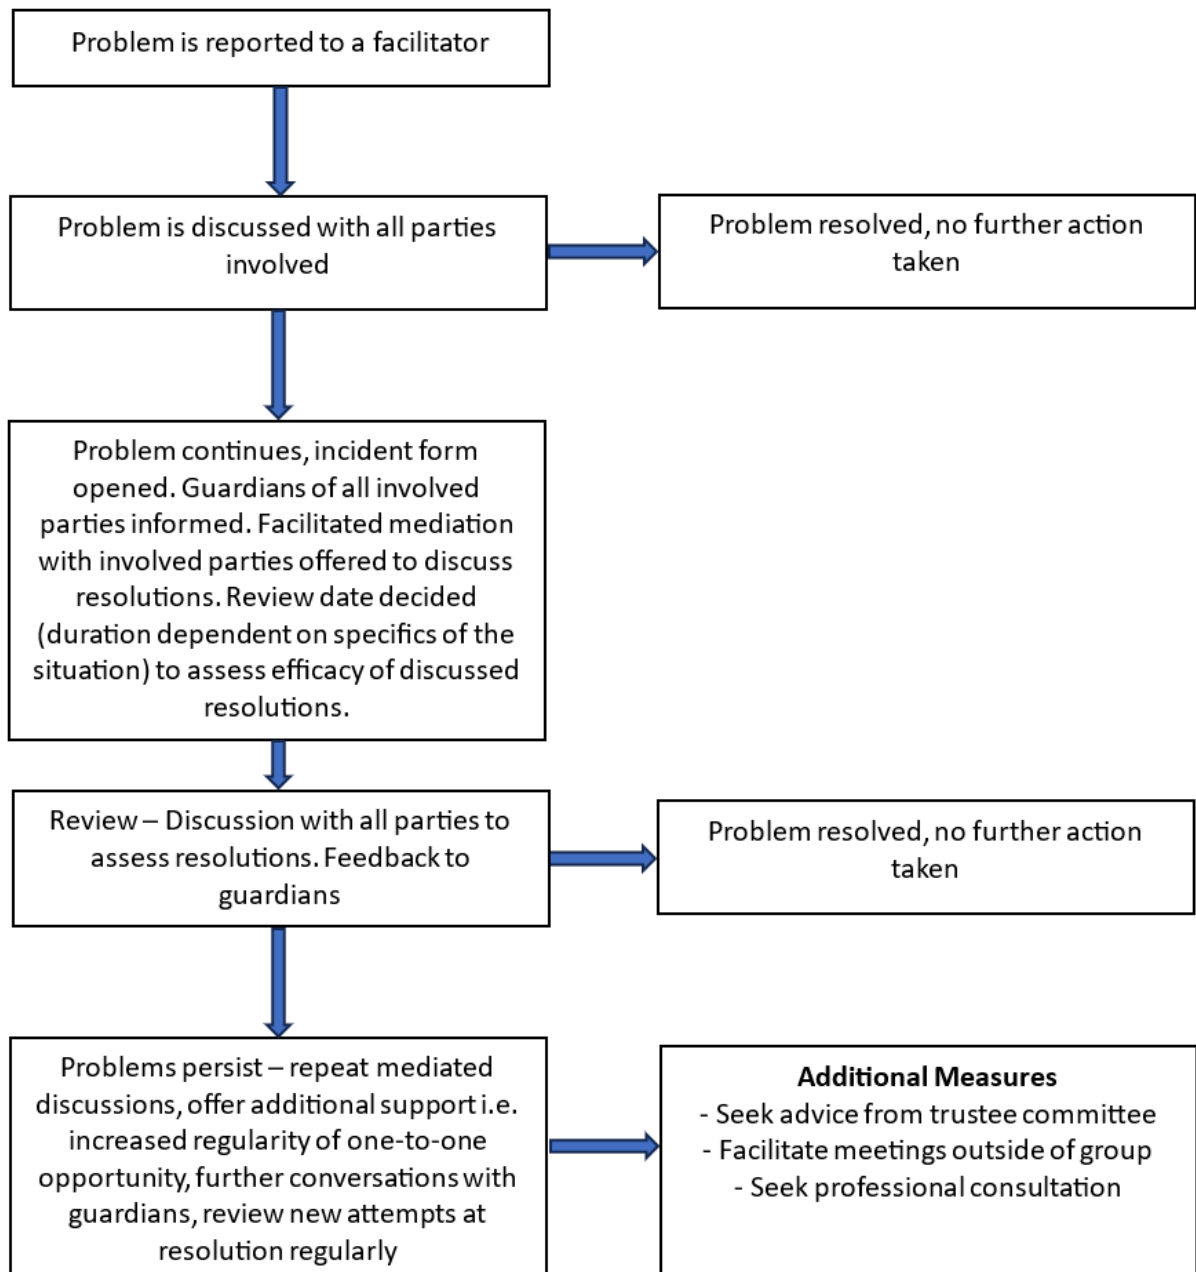 Problem is reported to a facilitator
Problem is discussed with all parties
involved
Problem resolved, no further action
taken
Problem continues, incident form
opened. Guardians of all involved
parties informed. Facilitated mediation
with involved parties offered to discuss
resolutions. Review date decided
(duration dependent on specifics of the
situation) to assess efficacy of discussed
resolutions.
Review – Discussion with all parties to
assess resolutions. Feedback to
guardians
Problem resolved, no further action
taken
Problems persist – repeat mediated
discussions, offer additional support i.e.
increased regularity of one-to-one
opportunity, further conversations with
guardians, review new attempts at
resolution regularly
Additional Measures
- Seek advice from trustee committee
- Facilitate meetings outside of group
- Seek professional consultation